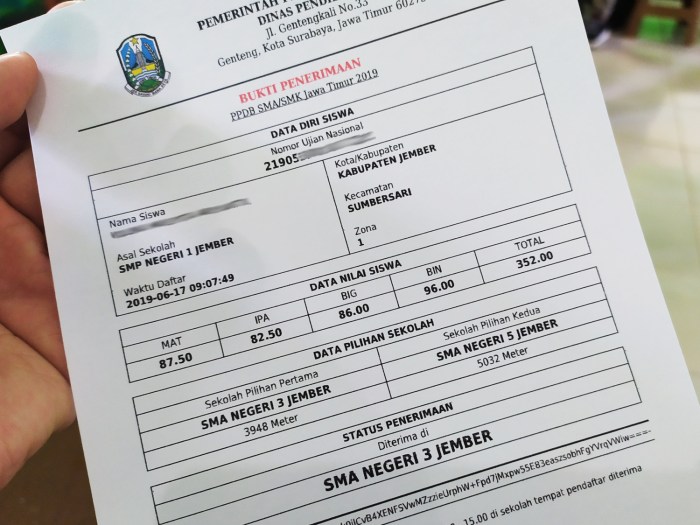 PEMERINTAH
DINAS PENDI
Jl. Gentengkali No.33
Genteng, Kota Surabaya, Jawa Timur
BUKTI PENERIMAAN
PPDB SMA/SMK Jawa Timur 2019
DATA DIRI SISWA
Nomor Ujian Nasional
21905
Nama Siswa
Asal Sekolah
SMP NEGERI 1 JEMBER
Waktu Daftar
2019-06-17 09:07:49
Kota/Kabupaten
KABUPATEN JEMBER
Kecamatan
SUMBERSARI
Zona
1
DATA NILAI SISWA
MAT IPA BIG BIN TOTAL
87.50 82.50 86.00 96.00 352.00
DATA PILIHAN SEKOLAH
Sekolah Pilihan Pertama Sekolah Pilihan Kedua
SMA NEGERI 3 JEMBER SMA NEGERI 5 JEMBER
3948 Meter 5032 Meter
STATUS PENERIMAAN
Diterima di
SMA NEGERI 3 JEMBER
15.00 di sekolah tempat pendaftar diterima